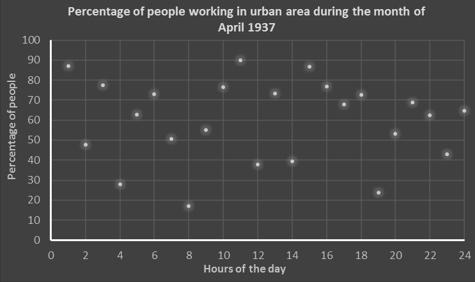 Percentage of people working in urban area during the month of
April 1937
100
90
80
70
60
50
40
30
20
10
0
Percentage of people
0 2 4 6 8 10 12 14 16 18 20 22 24
Hours of the day